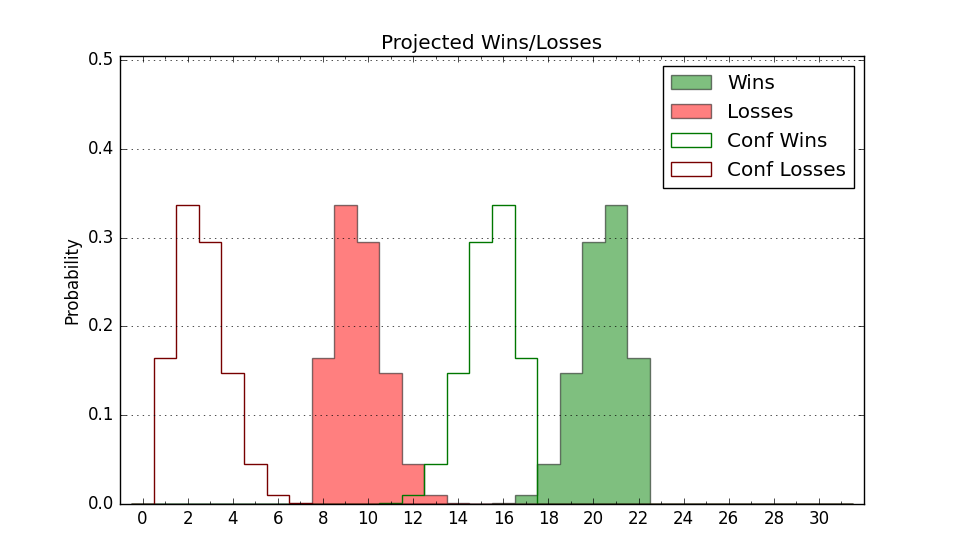 Projected Wins/Losses
0.5
0.4
0.3
0.2
0.1
0.0
Probability
Wins
Losses
Conf Wins
Conf Losses
0 2 4 6 8 10 12 14 16 18 20 22 24 26 28 30